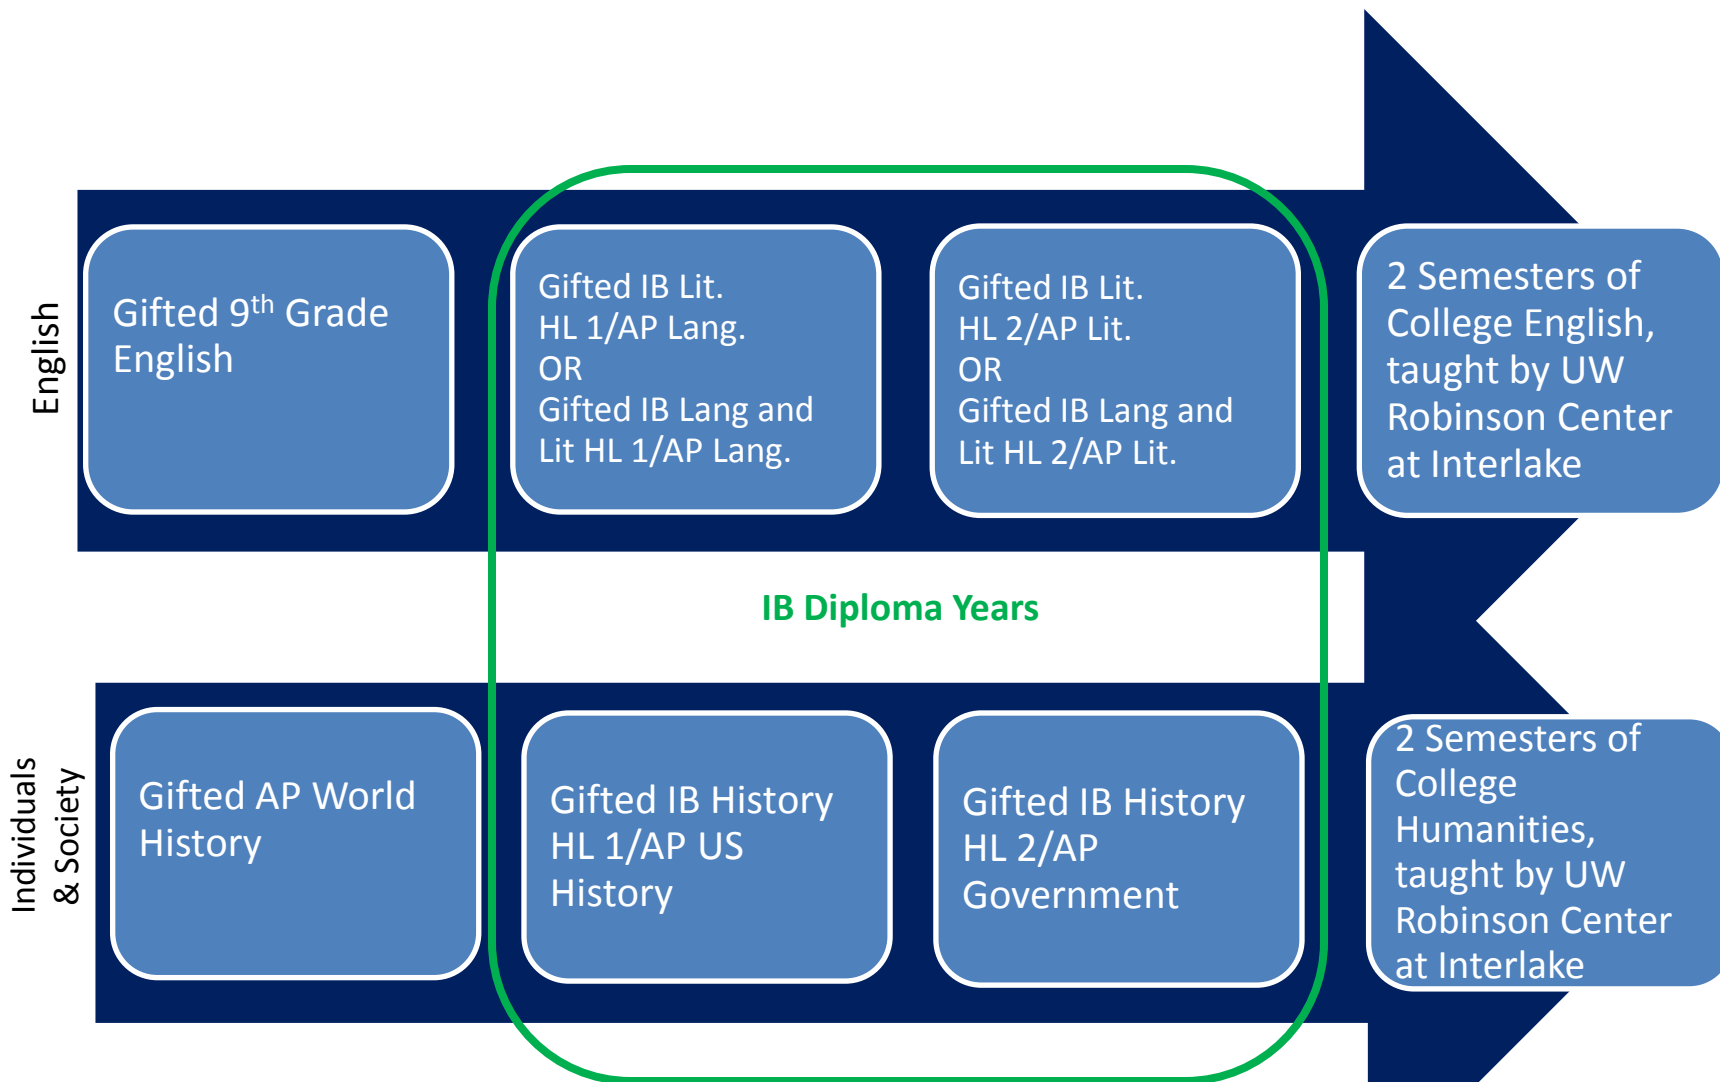 English
Gifted 9th Grade
English
Gifted IB Lit.
HL 1/AP Lang.
OR
Gifted IB Lang and
Lit HL 1/AP Lang.
Gifted IB Lit.
HL 2/AP Lit.
OR
Gifted IB Lang and
Lit HL 2/AP Lit.
2 Semesters of
College English,
taught by UW
Robinson Center
at Interlake
IB Diploma Years
Individuals
& Society
Gifted AP World
History
Gifted IB History
HL 1/AP US
History
Gifted IB History
HL 2/AP
Government
2 Semesters of
College
Humanities,
taught by UW
Robinson Center
at Interlake